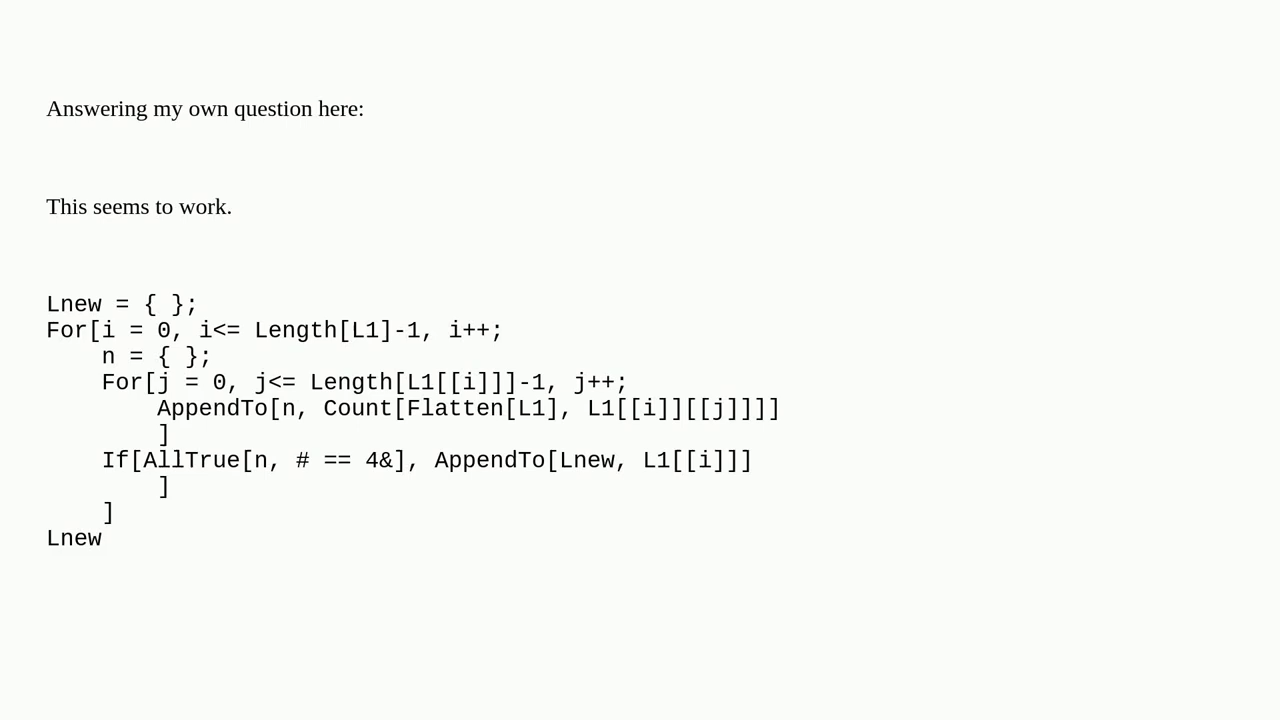 Answering my own question here:
This seems to work.
Lnew = { };
For[i = 0, i<= Length[L1]-1, i++;
    n = { };
    For[j = 0, j<= Length[L1[[i]]]-1, j++;
        AppendTo[n, Count[Flatten[L1], L1[[i]][[j]]]]
        ]
    If[AllTrue[n, # == 4&], AppendTo[Lnew, L1[[i]]]
        ]
    ]
Lnew